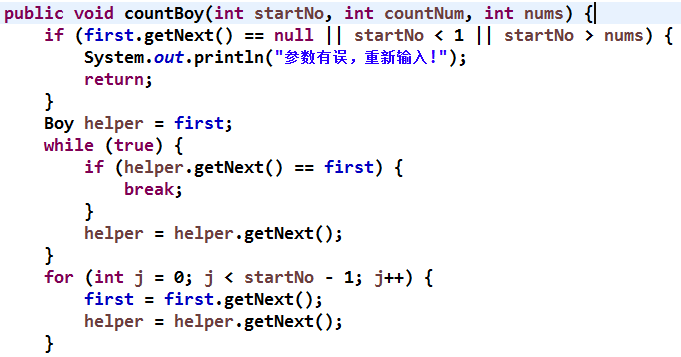 public void countBoy(int startNo, int countNum, int nums) {
    if (first.getNext() == null || startNo < 1 || startNo > nums) {
        System.out.println("参数有误，重新输入!");
        return;
    }
    Boy helper = first;
    while (true) {
        if (helper.getNext() == first) {
            break;
        }
        helper = helper.getNext();
    }
    for (int j = 0; j < startNo - 1; j++) {
        first = first.getNext();
        helper = helper.getNext();
    }